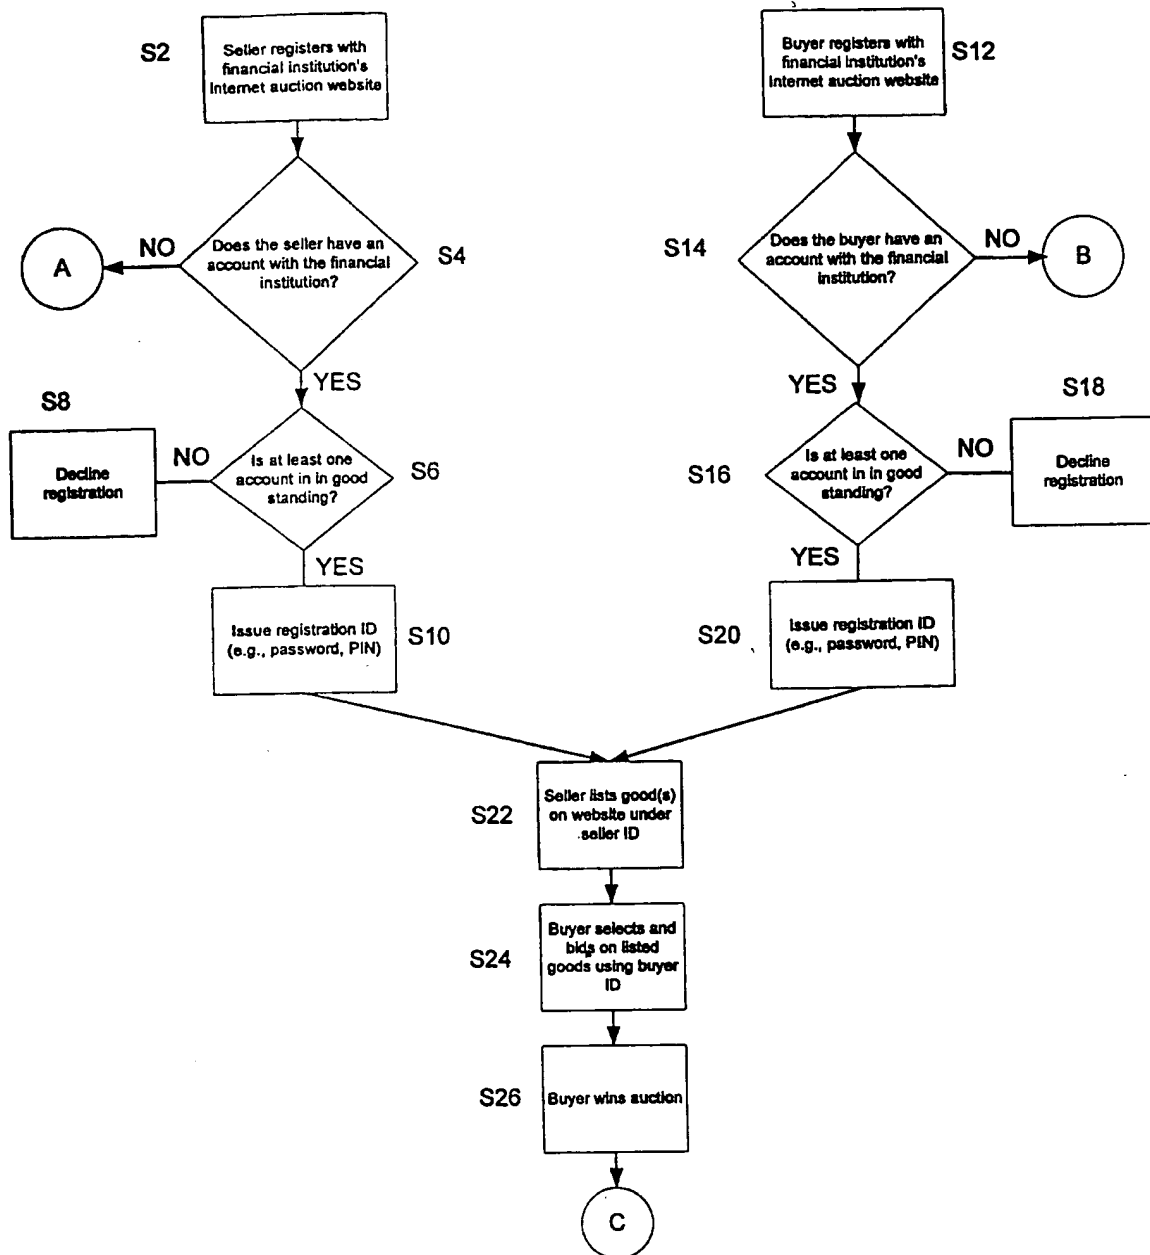 S2
Seller registers with
financial institution's
Internet auction website
Buyer registers with
financial institution's
Internet auction website
S12
A
NO
Does the seller have an
account with the financial
institution?
S4
S14
Does the buyer have an
account with the financial
institution?
NO
B
YES
YES
S8
Decline
registration
NO
Is at least one
account in in good
standing?
S6
S16
Is at least one
account in in good
standing?
NO
S18
Decline
registration
YES
YES
Issue registration ID
(e.g., password, PIN)
S10
S20
Issue registration ID
(e.g., password, PIN)
S22
Seller lists good(s)
on website under
seller ID
S24
Buyer selects and
bids on listed
goods using buyer
ID
S26
Buyer wins auction
C